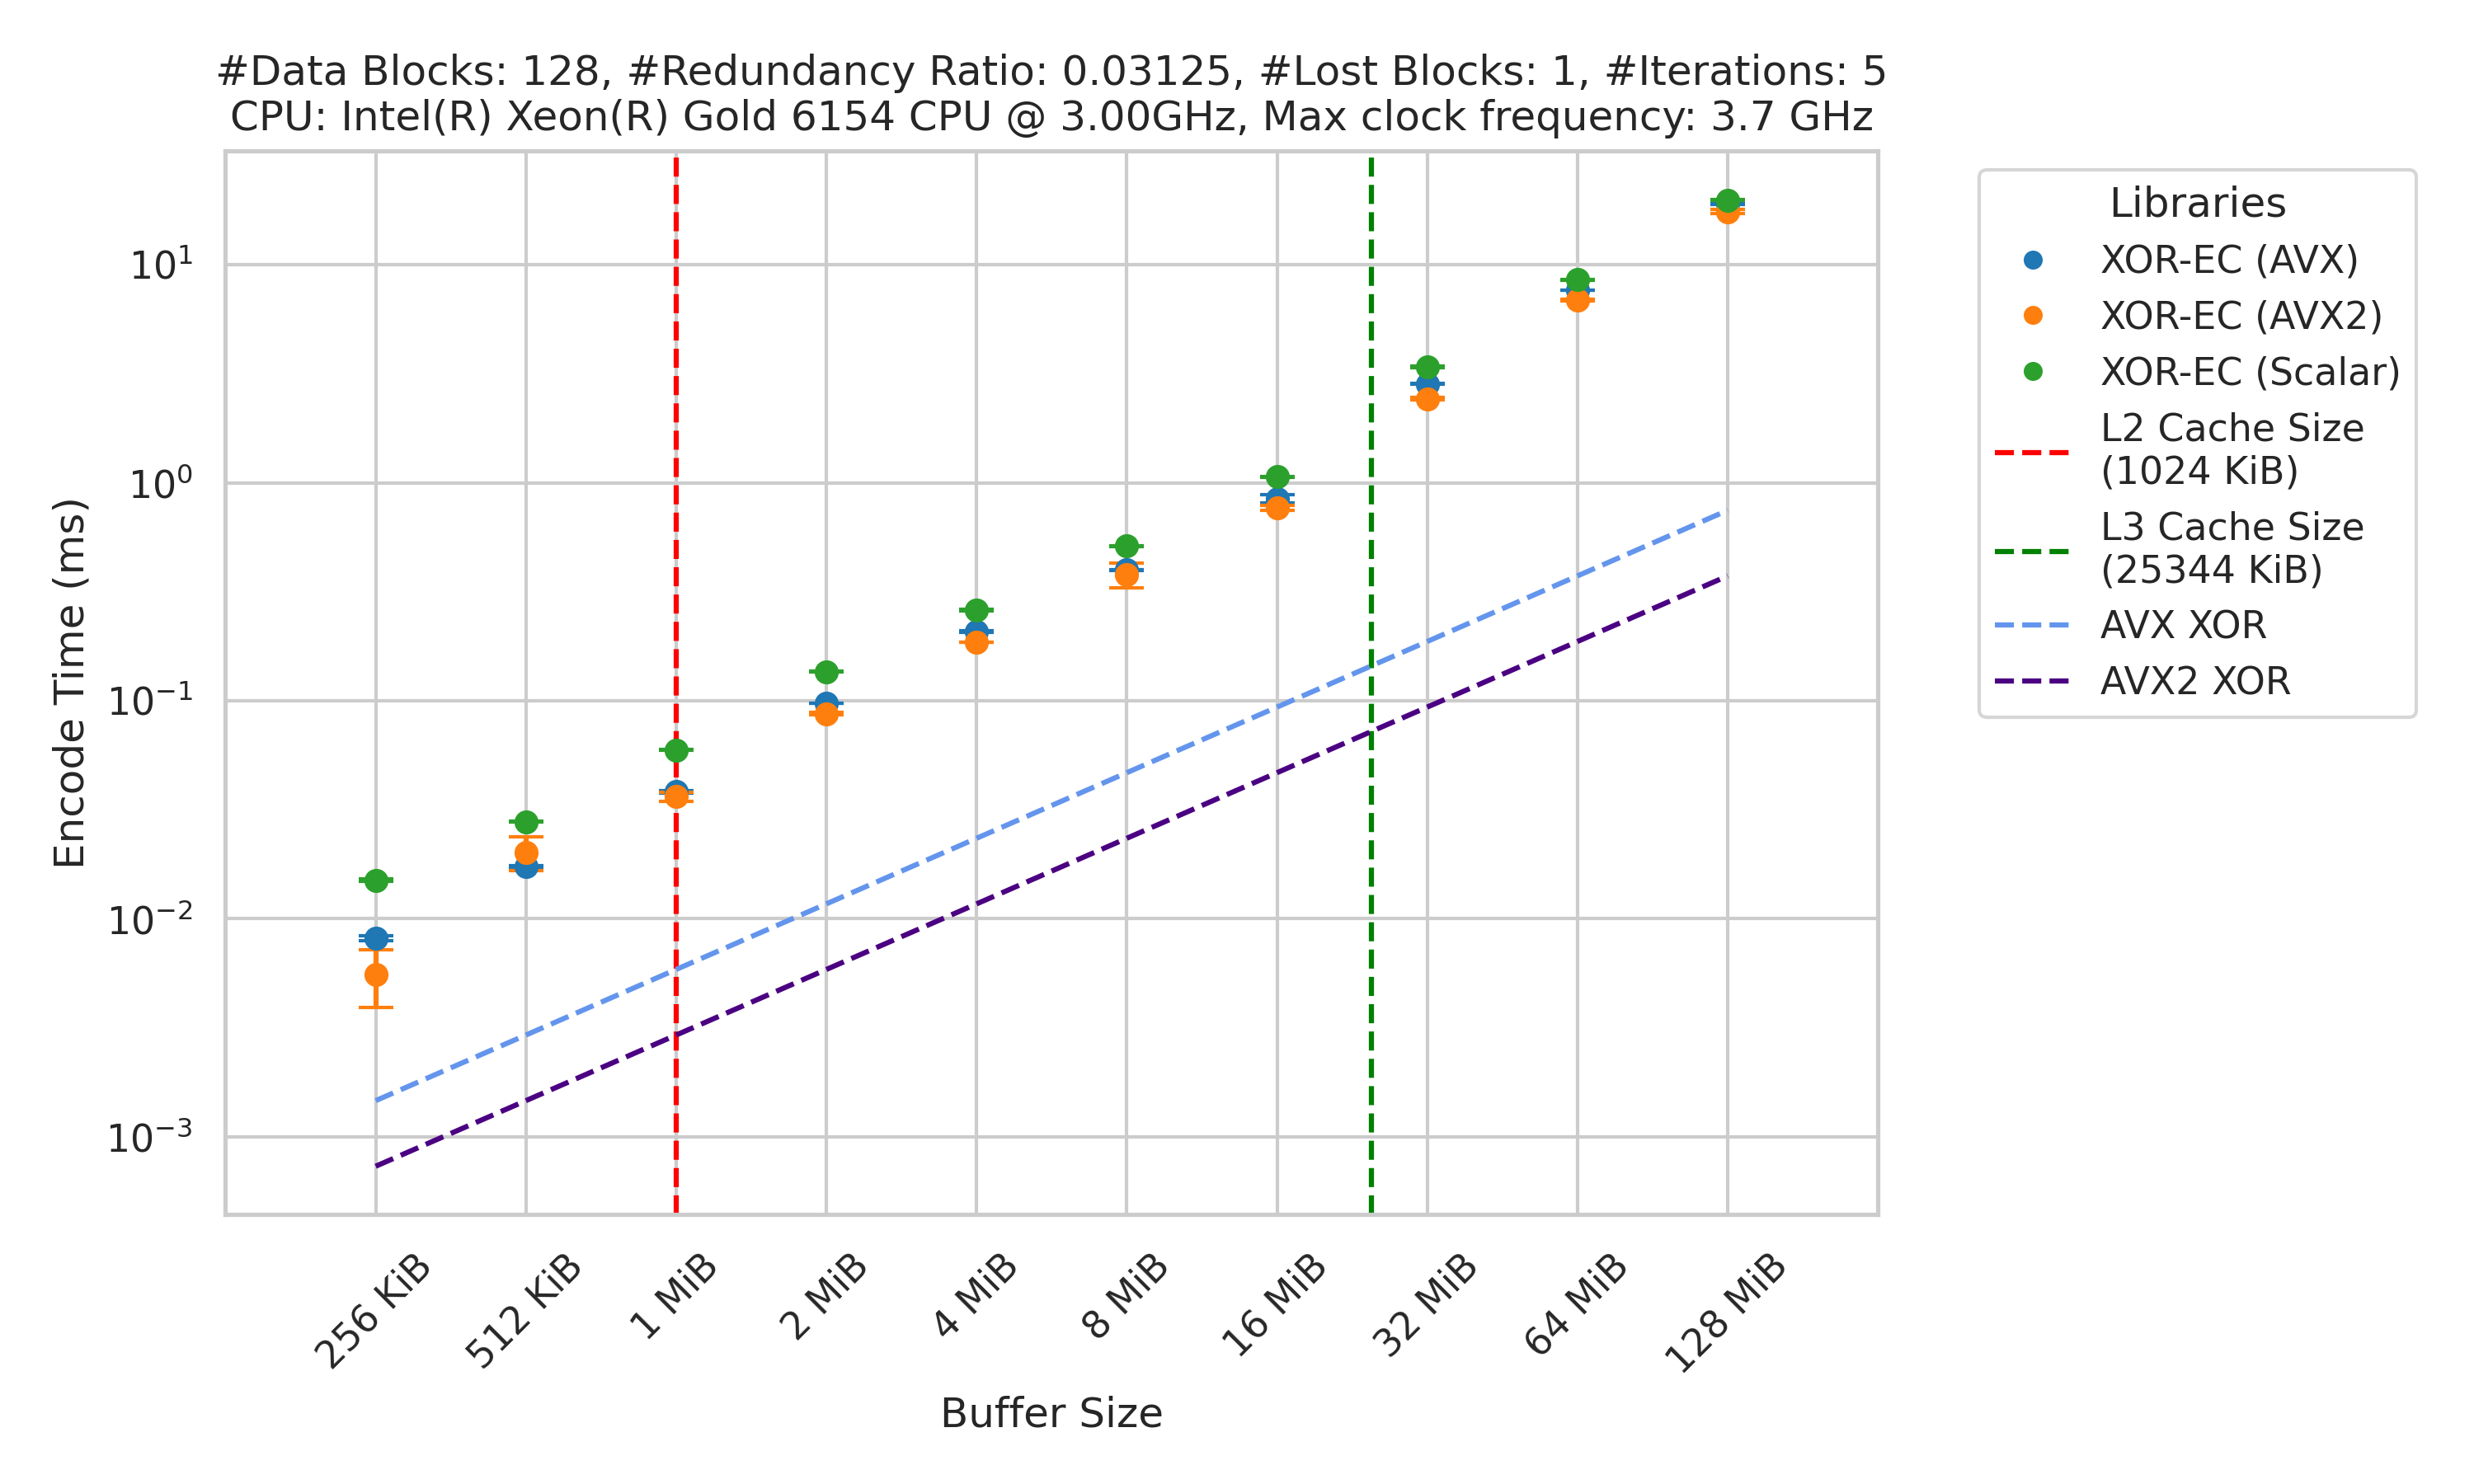 #Data Blocks: 128, #Redundancy Ratio: 0.03125, #Lost Blocks: 1, #Iterations: 5
CPU: Intel(R) Xeon(R) Gold 6154 CPU @ 3.00GHz, Max clock frequency: 3.7 GHz
Encode Time (ms)
10¹
10⁰
10⁻¹
10⁻²
10⁻³
256 KiB
512 KiB
1 MiB
2 MiB
4 MiB
8 MiB
16 MiB
32 MiB
64 MiB
128 MiB
Buffer Size
Libraries
XOR-EC (AVX)
XOR-EC (AVX2)
XOR-EC (Scalar)
L2 Cache Size
(1024 KiB)
L3 Cache Size
(25344 KiB)
AVX XOR
AVX2 XOR